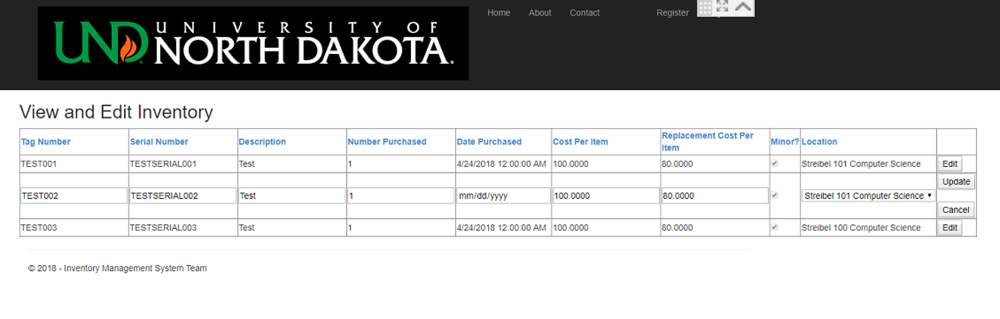 UND UNIVERSITY OF
NORTH DAKOTA.
Home About Contact Register
View and Edit Inventory
Tag Number Serial Number Description Number Purchased Date Purchased Cost Per Item Replacement Cost Per Item Minor? Location
TEST001 TESTSERIAL001 Test 1 4/24/2018 12:00:00 AM 100.0000 80.0000 Streibel 101 Computer Science Edit
Update
TEST002 TESTSERIAL002 Test 1 mm/dd/yyyy 100.0000 80.0000 Streibel 101 Computer Science
Cancel
TEST003 TESTSERIAL003 Test 1 4/24/2018 12:00:00 AM 100.0000 80.0000 Streibel 100 Computer Science Edit
© 2018 - Inventory Management System Team